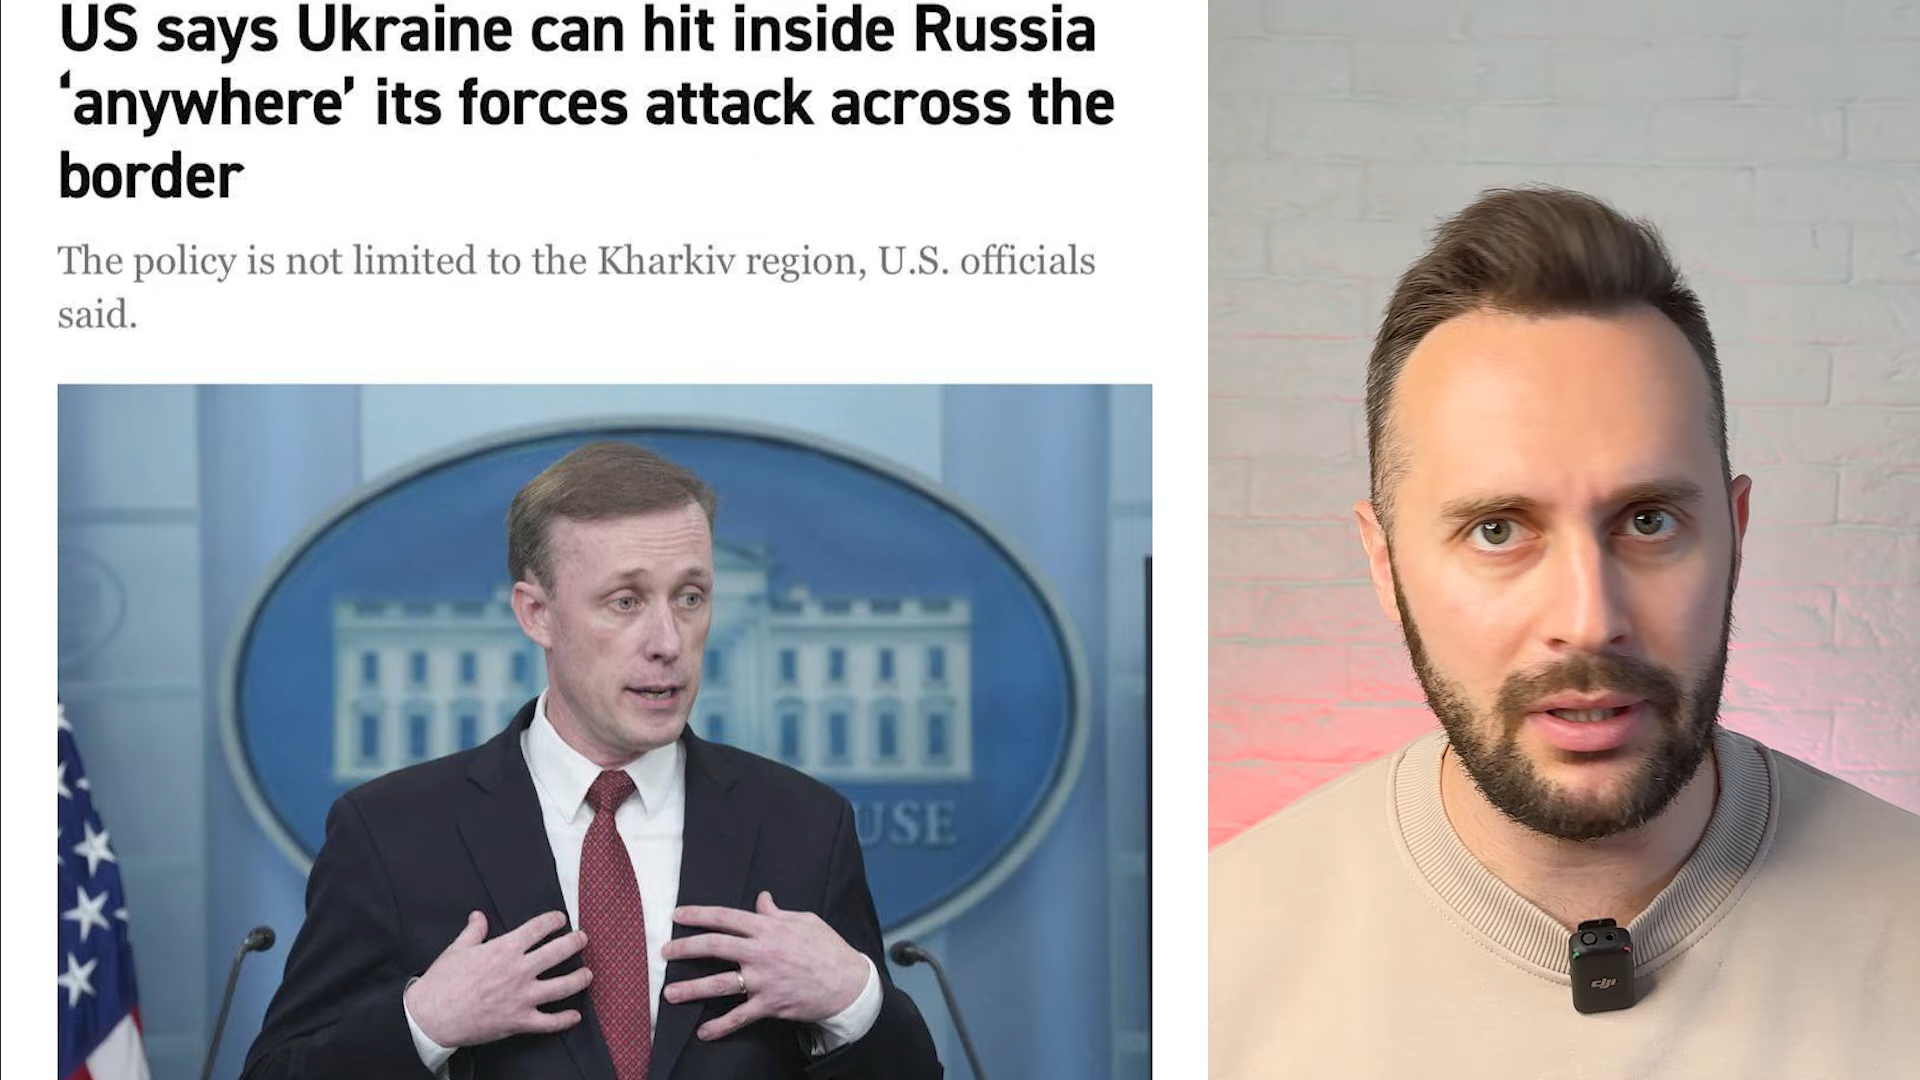 US says Ukraine can hit inside Russia
‘anywhere’ its forces attack across the
border
The policy is not limited to the Kharkiv region, U.S. officials
said.
USE
dji